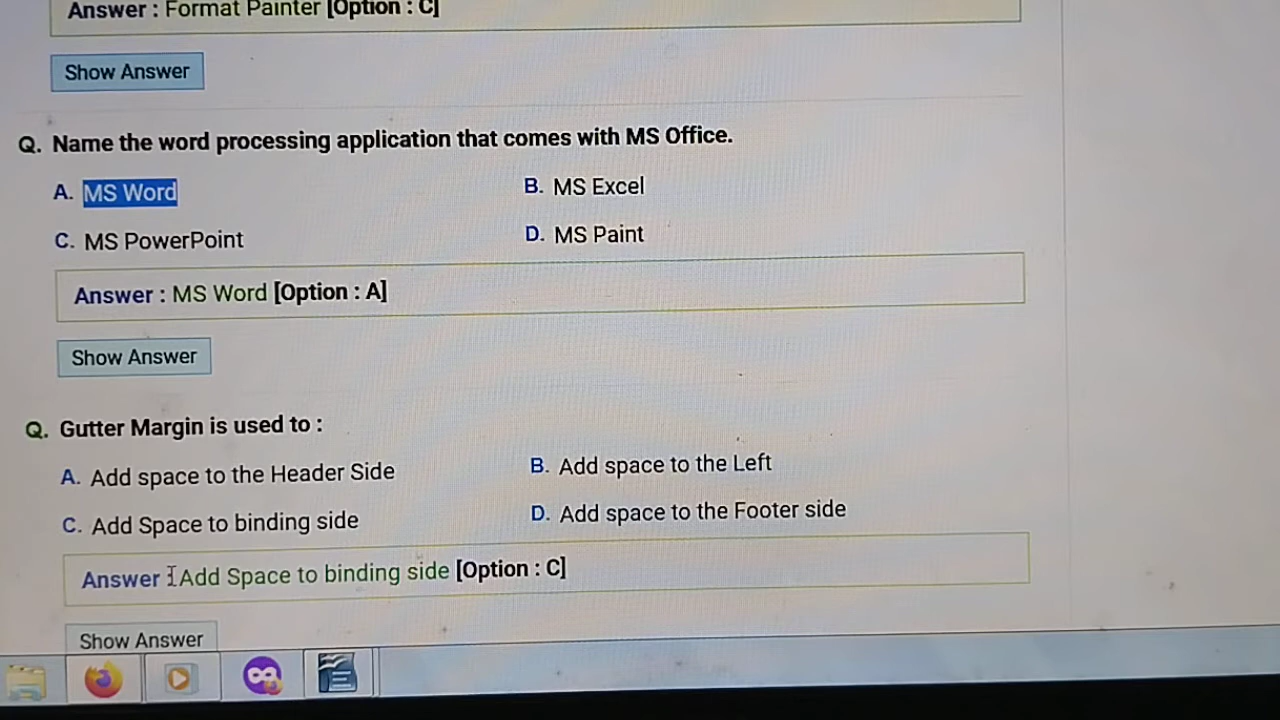 Answer : Format Painter [Option : C]
Show Answer
Q. Name the word processing application that comes with MS Office.
A. MS Word
B. MS Excel
C. MS PowerPoint
D. MS Paint
Answer : MS Word [Option : A]
Show Answer
Q. Gutter Margin is used to :
A. Add space to the Header Side
B. Add space to the Left
C. Add Space to binding side
D. Add space to the Footer side
Answer : Add Space to binding side [Option : C]
Show Answer